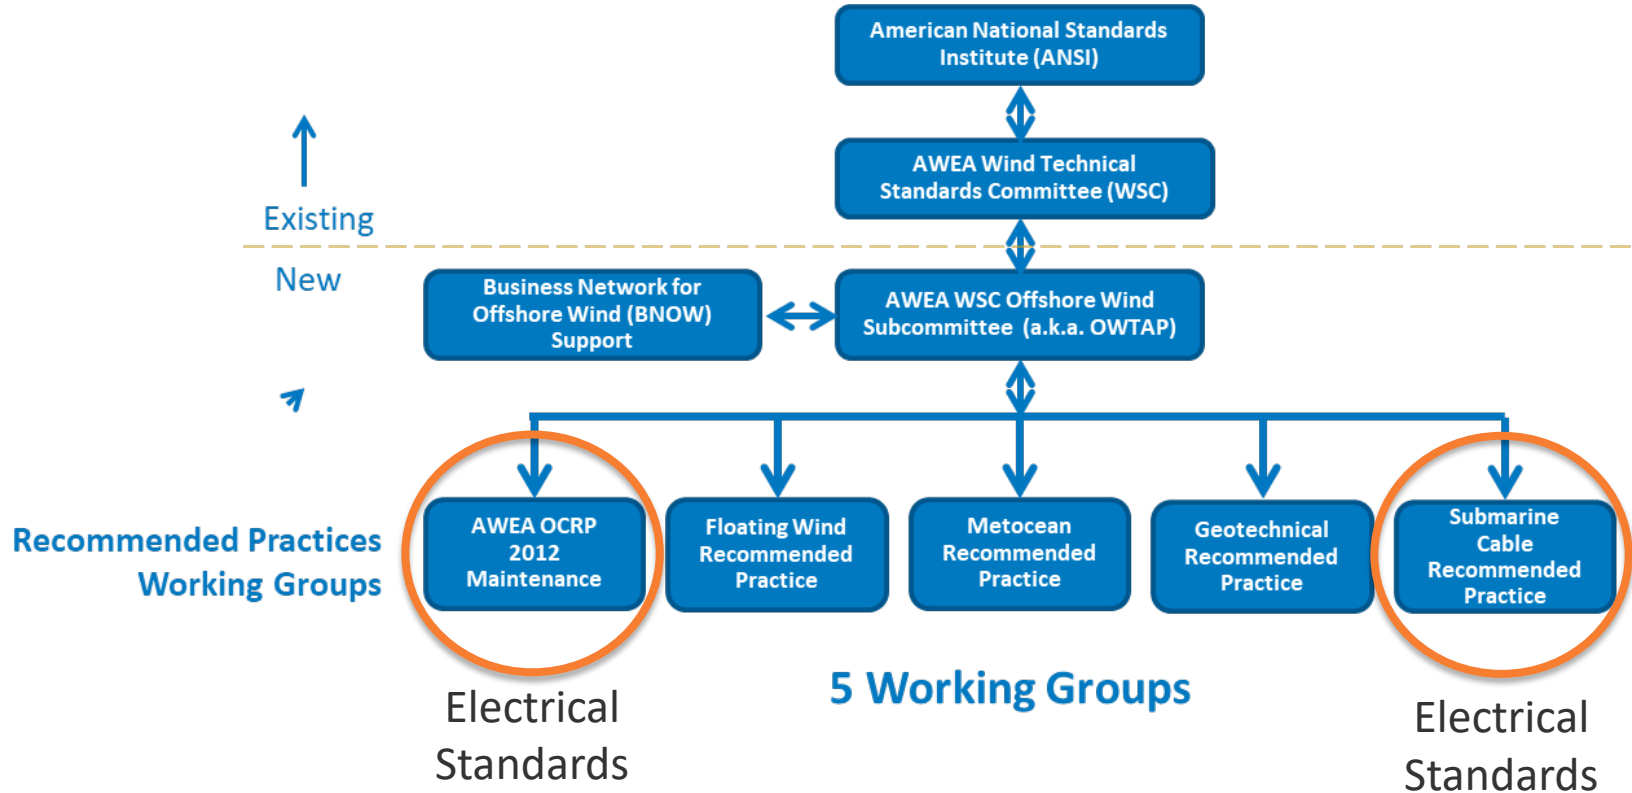 American National Standards
Institute (ANSI)
AWEA Wind Technical
Standards Committee (WSC)
Existing
New
Business Network for
Offshore Wind (BNOW)
Support
AWEA WSC Offshore Wind
Subcommittee (a.k.a. OWTAP)
Recommended Practices
Working Groups
AWEA OCRP
2012
Maintenance
Floating Wind
Recommended
Practice
Metocean
Recommended
Practice
Geotechnical
Recommended
Practice
Submarine
Cable
Recommended
Practice
5 Working Groups
Electrical
Standards
Electrical
Standards